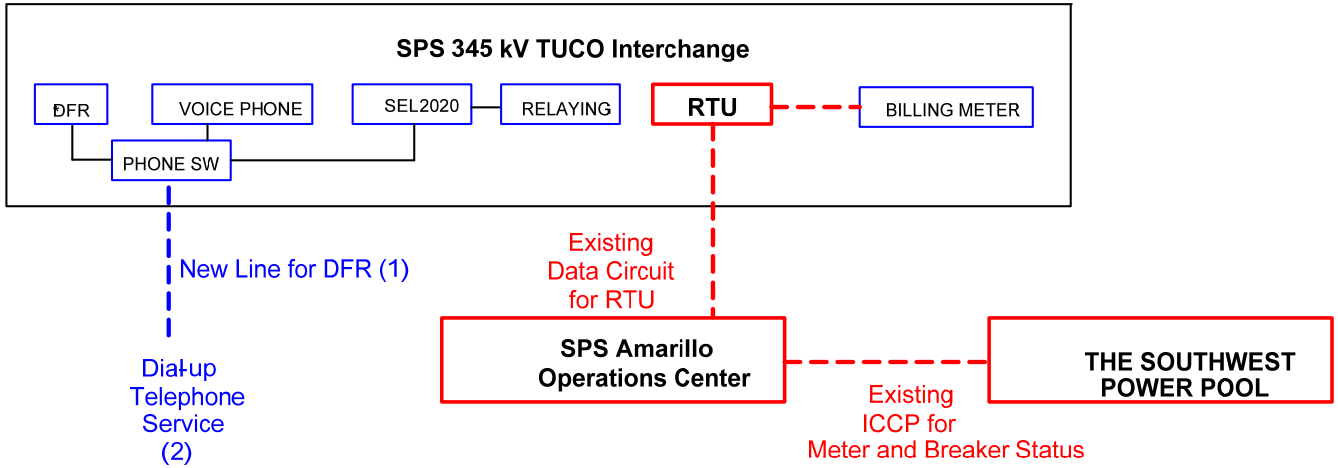 SPS 345 kV TUCO Interchange
DFR
VOICE PHONE
SEL2020
RELAYING
RTU
BILLING METER
PHONE SW
New Line for DFR (1)
Dial-up
Telephone
Service
(2)
Existing
Data Circuit
for RTU
SPS Amarillo
Operations Center
THE SOUTHWEST
POWER POOL
Existing
ICCP for
Meter and Breaker Status